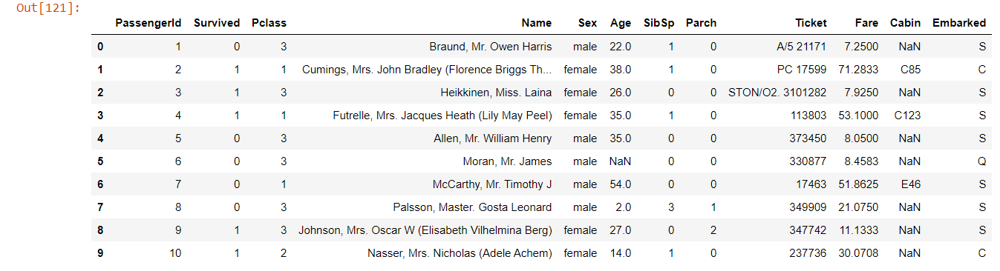 Out[121]:
PassengerId Survived Pclass Name Sex Age SibSp Parch Ticket Fare Cabin Embarked
0 1 0 3 Braund, Mr. Owen Harris male 22.0 1 0 A/5 21171 7.2500 NaN S
1 2 1 1 Cumings, Mrs. John Bradley (Florence Briggs Th... female 38.0 1 0 PC 17599 71.2833 C85 C
2 3 1 3 Heikkinen, Miss. Laina female 26.0 0 0 STON/O2. 3101282 7.9250 NaN S
3 4 1 1 Futrelle, Mrs. Jacques Heath (Lily May Peel) female 35.0 1 0 113803 53.1000 C123 S
4 5 0 3 Allen, Mr. William Henry male 35.0 0 0 373450 8.0500 NaN S
5 6 0 3 Moran, Mr. James male NaN 0 0 330877 8.4583 NaN Q
6 7 0 1 McCarthy, Mr. Timothy J male 54.0 0 0 17463 51.8625 E46 S
7 8 0 3 Palsson, Master. Gosta Leonard male 2.0 3 1 349909 21.0750 NaN S
8 9 1 3 Johnson, Mrs. Oscar W (Elisabeth Vilhelmina Berg) female 27.0 0 2 347742 11.1333 NaN S
9 10 1 2 Nasser, Mrs. Nicholas (Adele Achem) female 14.0 1 0 237736 30.0708 NaN C